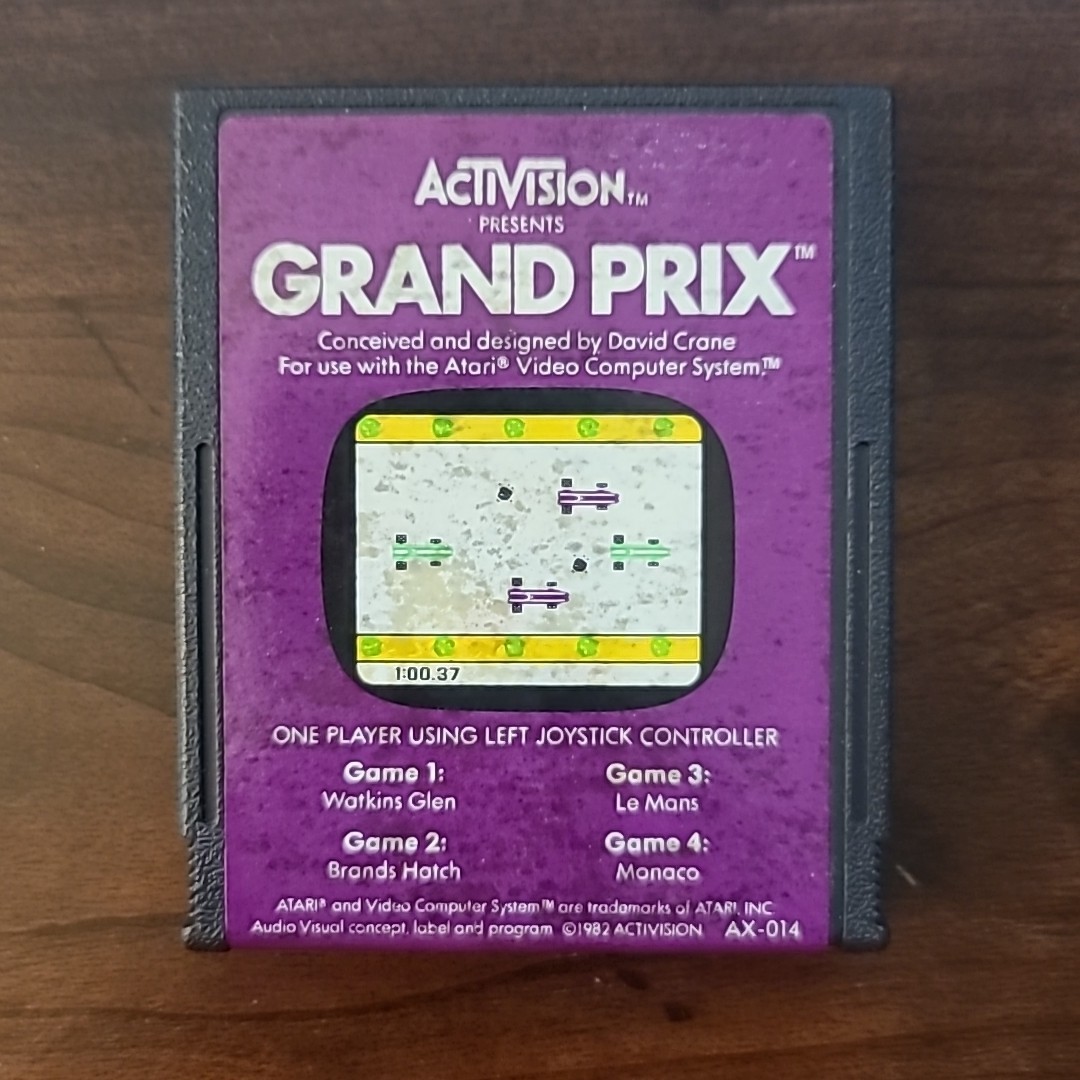 ACTIVISION™
PRESENTS
GRAND PRIX™
Conceived and designed by David Crane
For use with the Atari® Video Computer System.™
1:00.37
ONE PLAYER USING LEFT JOYSTICK CONTROLLER
Game 1:
Watkins Glen
Game 2:
Brands Hatch
Game 3:
Le Mans
Game 4:
Monaco
ATARI® and Video Computer System™ are trademarks of ATARI, INC
Audio Visual concept, label and program ©1982 ACTIVISION AX-014